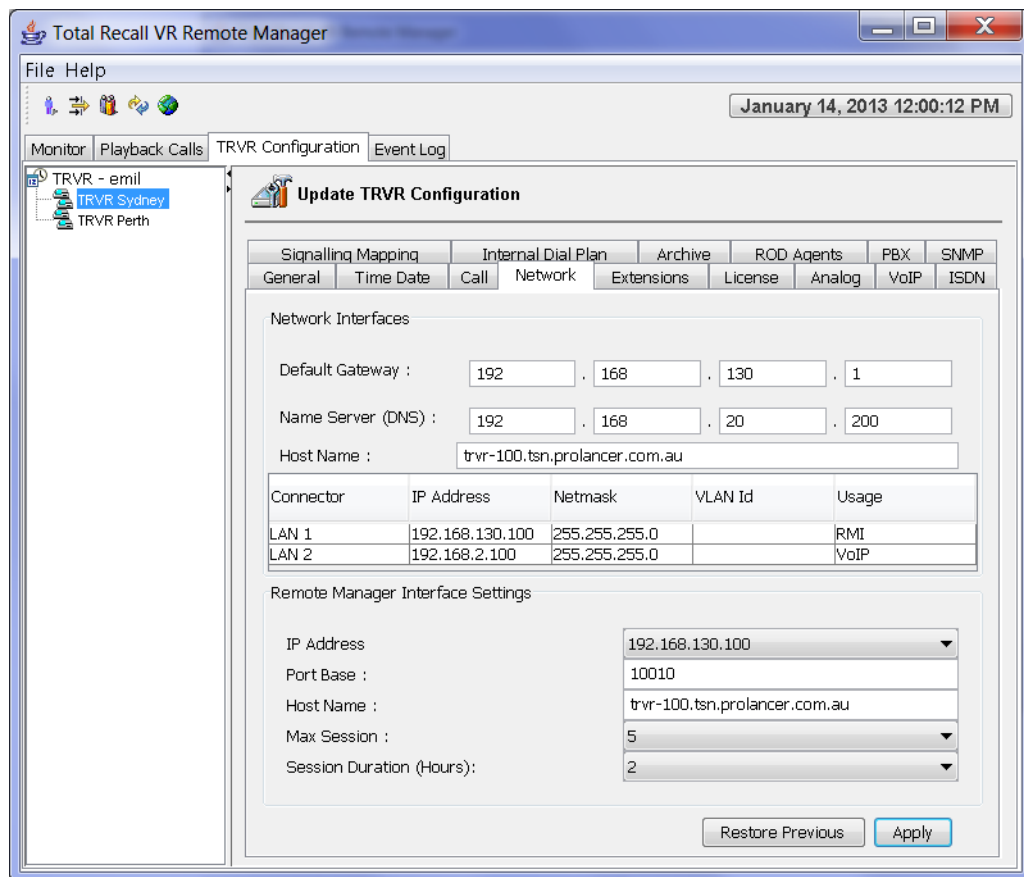 Total Recall VR Remote Manager
File Help
January 14, 2013 12:00:12 PM
Monitor Playback Calls TRVR Configuration Event Log
TRVR - emil
TRVR Sydney
TRVR Perth
Update TRVR Configuration
Signalling Mapping Internal Dial Plan Archive ROD Agents PBX SNMP
General Time Date Call Network Extensions License Analog VoIP ISDN
Network Interfaces
Default Gateway : 192 . 168 . 130 . 1
Name Server (DNS) : 192 . 168 . 20 . 200
Host Name : trvr-100.tsn.prolancer.com.au
Connector IP Address Netmask VLAN Id Usage
LAN 1 192.168.130.100 255.255.255.0 RMI
LAN 2 192.168.2.100 255.255.255.0 VoIP
Remote Manager Interface Settings
IP Address 192.168.130.100
Port Base : 10010
Host Name : trvr-100.tsn.prolancer.com.au
Max Session : 5
Session Duration (Hours): 2
Restore Previous Apply